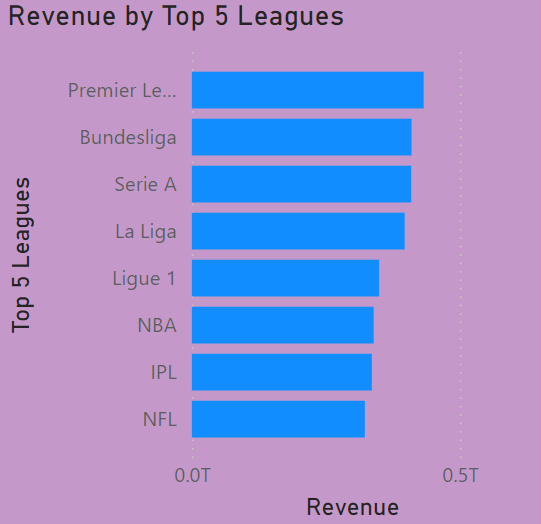 Revenue by Top 5 Leagues
Top 5 Leagues
Premier Le...
Bundesliga
Serie A
La Liga
Ligue 1
NBA
IPL
NFL
0.0T
0.5T
Revenue